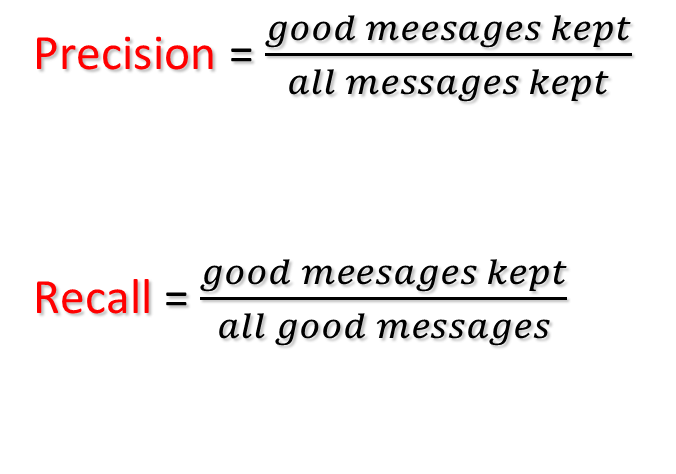 Precision = good meesages kept
all messages kept
Recall = good meesages kept
all good messages